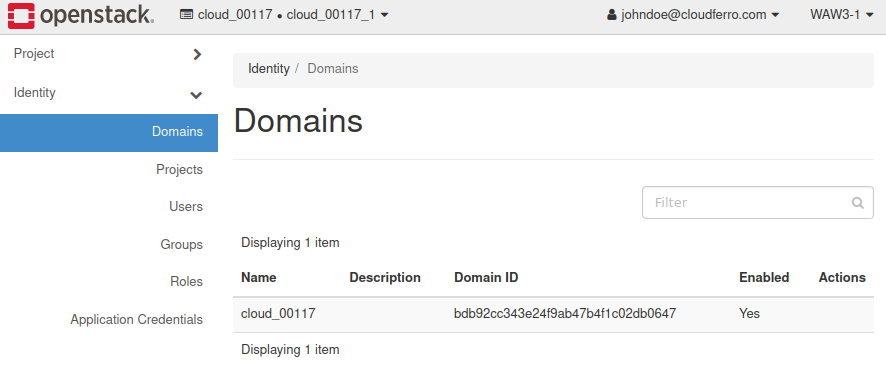 openstack. cloud_00117 • cloud_00117_1 johndoe@cloudferro.com WAW3-1
Project
Identity
Domains
Projects
Users
Groups
Roles
Application Credentials
Identity / Domains
Domains
Filter
Displaying 1 item
Name Description Domain ID Enabled Actions
cloud_00117 bdb92cc343e24f9ab47b4f1c02db0647 Yes
Displaying 1 item